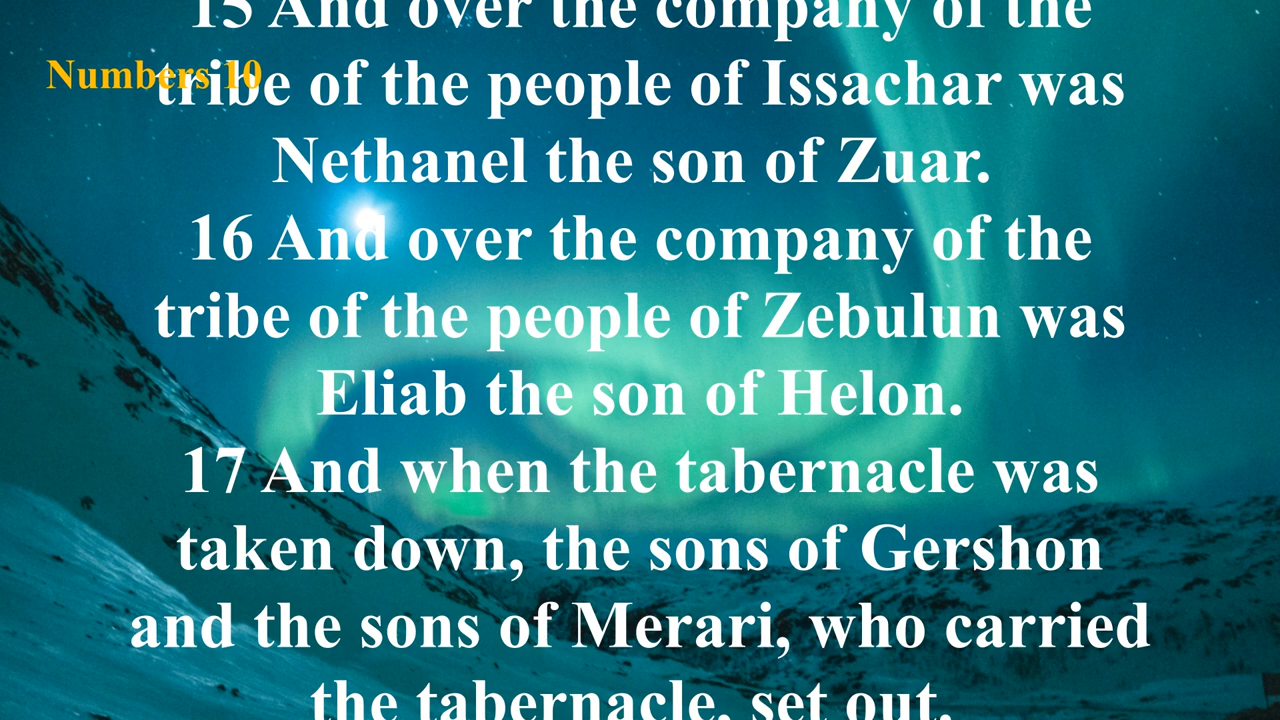 15 And over the company of the
Numbers 10
tribe of the people of Issachar was
Nethanel the son of Zuar.
16 And over the company of the
tribe of the people of Zebulun was
Eliab the son of Helon.
17 And when the tabernacle was
taken down, the sons of Gershon
and the sons of Merari, who carried
the tabernacle, set out.